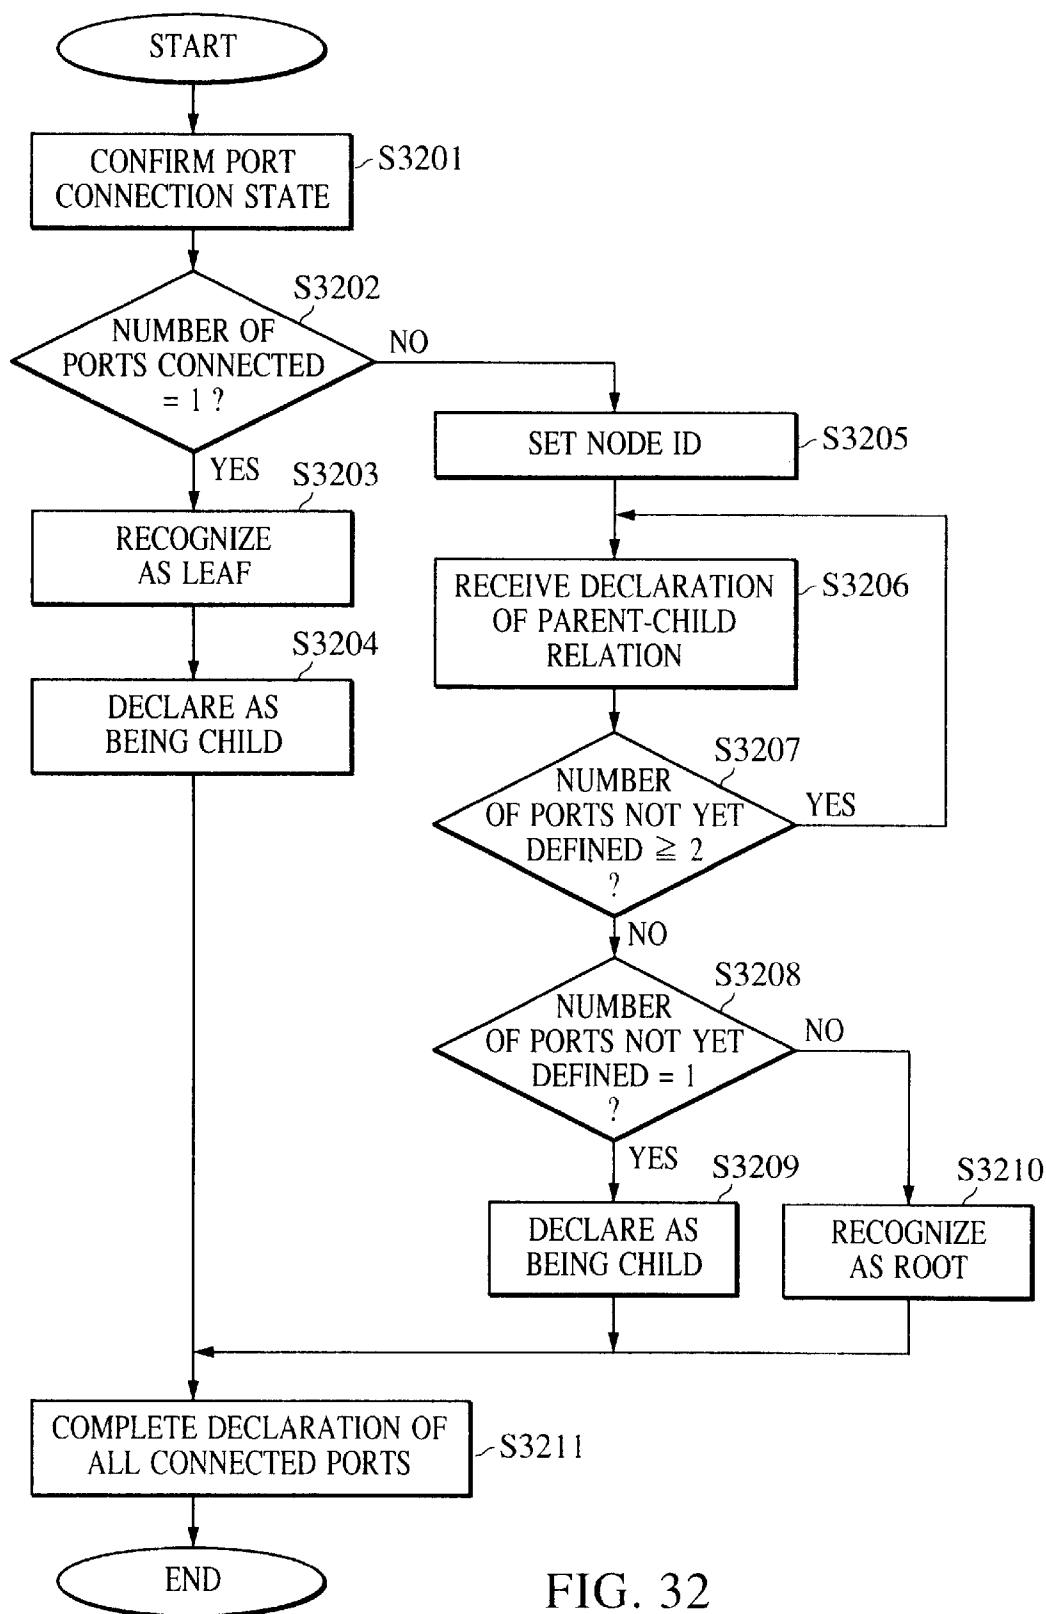 START
CONFIRM PORT
CONNECTION STATE
S3201
S3202
NUMBER OF
PORTS CONNECTED
= 1 ?
NO
YES
S3203
RECOGNIZE
AS LEAF
S3204
DECLARE AS
BEING CHILD
SET NODE ID
S3205
RECEIVE DECLARATION
OF PARENT-CHILD
RELATION
S3206
S3207
NUMBER
OF PORTS NOT YET
DEFINED ≧ 2
?
YES
NO
S3208
NUMBER
OF PORTS NOT YET
DEFINED = 1
?
NO
YES
S3209
DECLARE AS
BEING CHILD
S3210
RECOGNIZE
AS ROOT
COMPLETE DECLARATION OF
ALL CONNECTED PORTS
S3211
END
FIG. 32